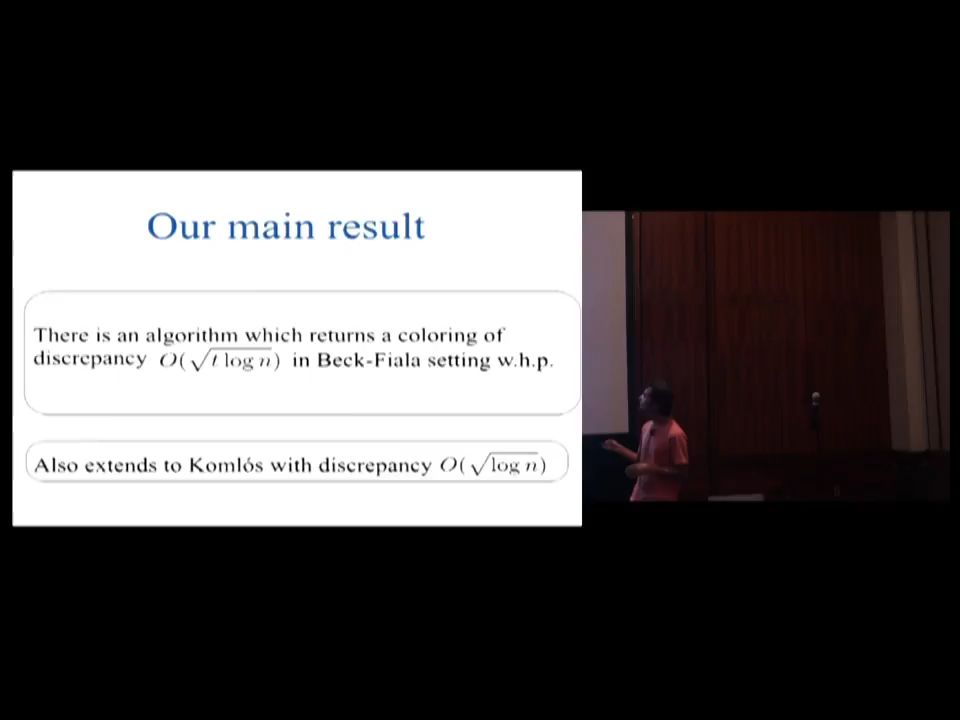 Our main result
There is an algorithm which returns a coloring of
discrepancy O(√t log n) in Beck-Fiala setting w.h.p.
Also extends to Komlós with discrepancy O(√log n)